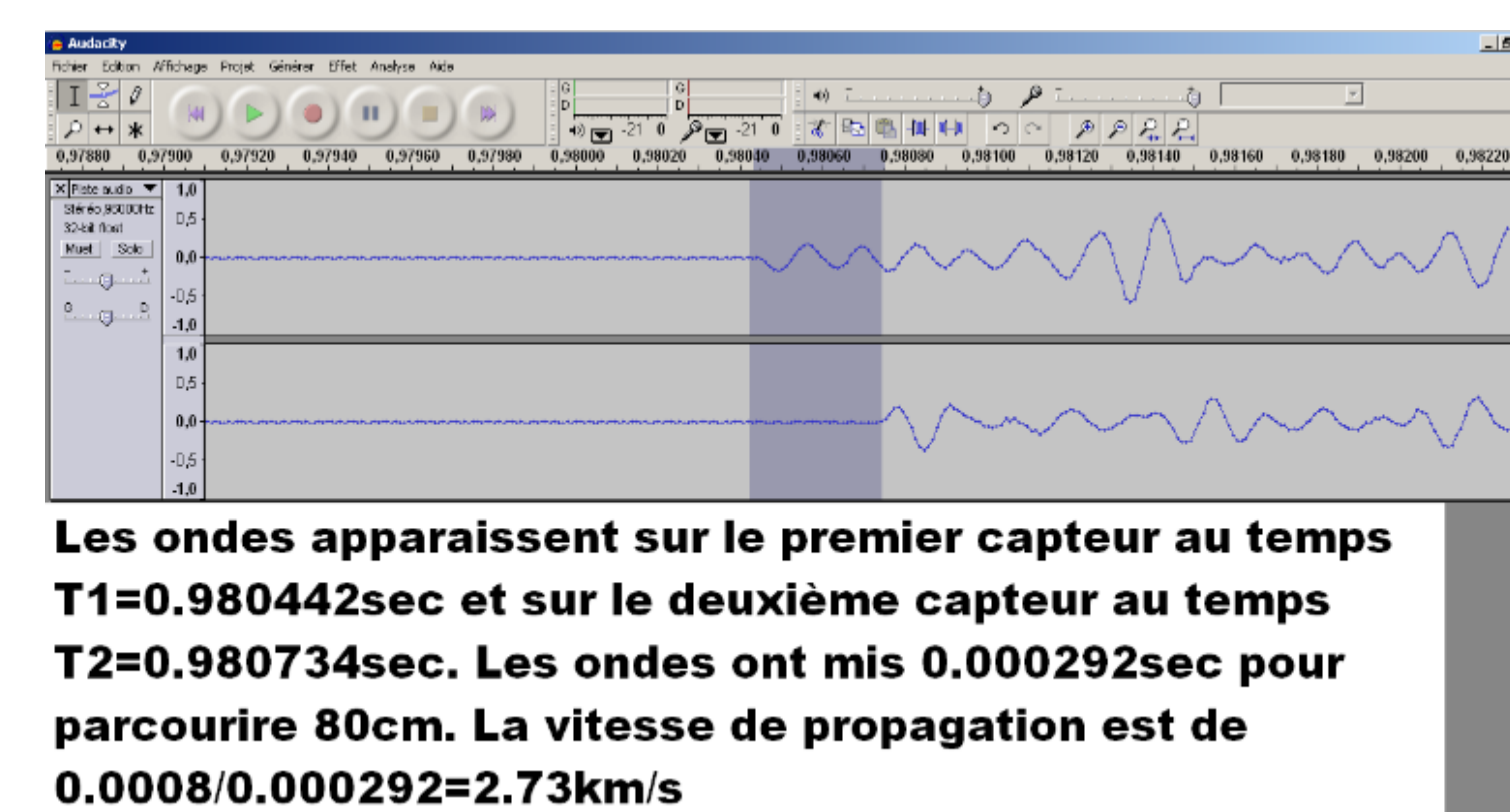 Audacity
Fichier Edition Affichage Projet Générer Effet Analyse Aide
G G
D D
-21 0 -21 0
0,97880 0,97900 0,97920 0,97940 0,97960 0,97980 0,98000 0,98020 0,98040 0,98060 0,98080 0,98100 0,98120 0,98140 0,98160 0,98180 0,98200 0,98220
X Piste audio 1,0
Stéréo,96000Hz
32-bit float
0,5
Muet Solo
0,0
- +
-0,5
G D
-1,0
1,0
0,5
0,0
-0,5
-1,0
Les ondes apparaissent sur le premier capteur au temps
T1=0.980442sec et sur le deuxième capteur au temps
T2=0.980734sec. Les ondes ont mis 0.000292sec pour
parcourire 80cm. La vitesse de propagation est de
0.0008/0.000292=2.73km/s